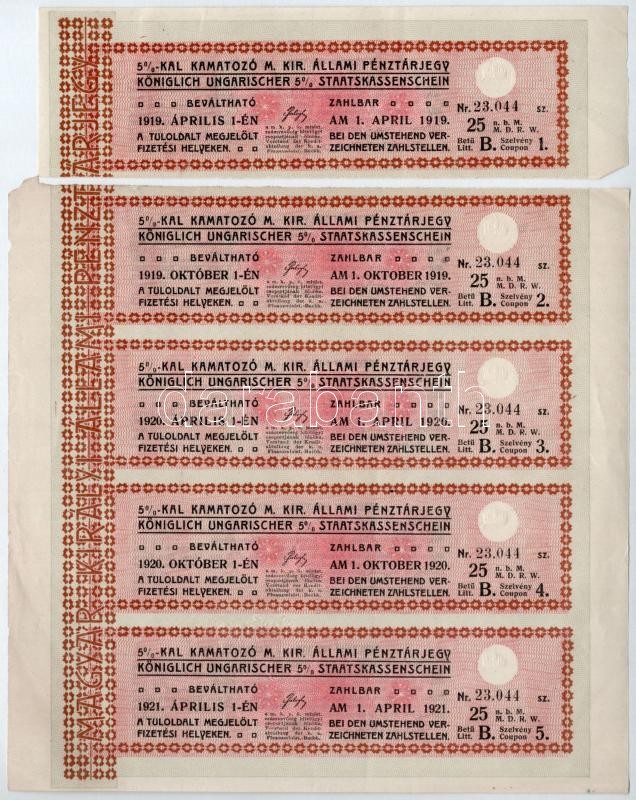 MAGYAR KIRÁLYI ÁLLAMI PÉNZTÁRJEGY
5%-KAL KAMATOZÓ M. KIR. ÁLLAMI PÉNZTÁRJEGY
KÖNIGLICH UNGARISCHER 5% STAATSKASSENSCHEIN
BEVÁLTHATÓ
1919. ÁPRILIS 1-ÉN
A TULOLDALT MEGJELÖLT
FIZETÉSI HELYEKEN.
ZAHLBAR
AM 1. APRIL 1919.
BEI DEN UMSTEHEND VER-
ZEICHNETEN ZAHLSTELLEN.
Nr. 23.044 sz.
25 n. b. M.
M. D. R. W.
Betű Litt. B. Szelvény Coupon 1.
5%-KAL KAMATOZÓ M. KIR. ÁLLAMI PÉNZTÁRJEGY
KÖNIGLICH UNGARISCHER 5% STAATSKASSENSCHEIN
BEVÁLTHATÓ
1919. OKTÓBER 1-ÉN
A TULOLDALT MEGJELÖLT
FIZETÉSI HELYEKEN.
ZAHLBAR
AM 1. OKTOBER 1919.
BEI DEN UMSTEHEND VER-
ZEICHNETEN ZAHLSTELLEN.
Nr. 23.044 sz.
25 n. b. M.
M. D. R. W.
Betű Litt. B. Szelvény Coupon 2.
5%-KAL KAMATOZÓ M. KIR. ÁLLAMI PÉNZTÁRJEGY
KÖNIGLICH UNGARISCHER 5% STAATSKASSENSCHEIN
BEVÁLTHATÓ
1920. ÁPRILIS 1-ÉN
A TULOLDALT MEGJELÖLT
FIZETÉSI HELYEKEN.
ZAHLBAR
AM 1. APRIL 1920.
BEI DEN UMSTEHEND VER-
ZEICHNETEN ZAHLSTELLEN.
Nr. 23.044 sz.
25 n. b. M.
M. D. R. W.
Betű Litt. B. Szelvény Coupon 3.
darabanth
5%-KAL KAMATOZÓ M. KIR. ÁLLAMI PÉNZTÁRJEGY
KÖNIGLICH UNGARISCHER 5% STAATSKASSENSCHEIN
BEVÁLTHATÓ
1920. OKTÓBER 1-ÉN
A TULOLDALT MEGJELÖLT
FIZETÉSI HELYEKEN.
ZAHLBAR
AM 1. OKTOBER 1920.
BEI DEN UMSTEHEND VER-
ZEICHNETEN ZAHLSTELLEN.
Nr. 23.044 sz.
25 n. b. M.
M. D. R. W.
Betű Litt. B. Szelvény Coupon 4.
5%-KAL KAMATOZÓ M. KIR. ÁLLAMI PÉNZTÁRJEGY
KÖNIGLICH UNGARISCHER 5% STAATSKASSENSCHEIN
BEVÁLTHATÓ
1921. ÁPRILIS 1-ÉN
A TULOLDALT MEGJELÖLT
FIZETÉSI HELYEKEN.
ZAHLBAR
AM 1. APRIL 1921.
BEI DEN UMSTEHEND VER-
ZEICHNETEN ZAHLSTELLEN.
Nr. 23.044 sz.
25 n. b. M.
M. D. R. W.
Betű Litt. B. Szelvény Coupon 5.